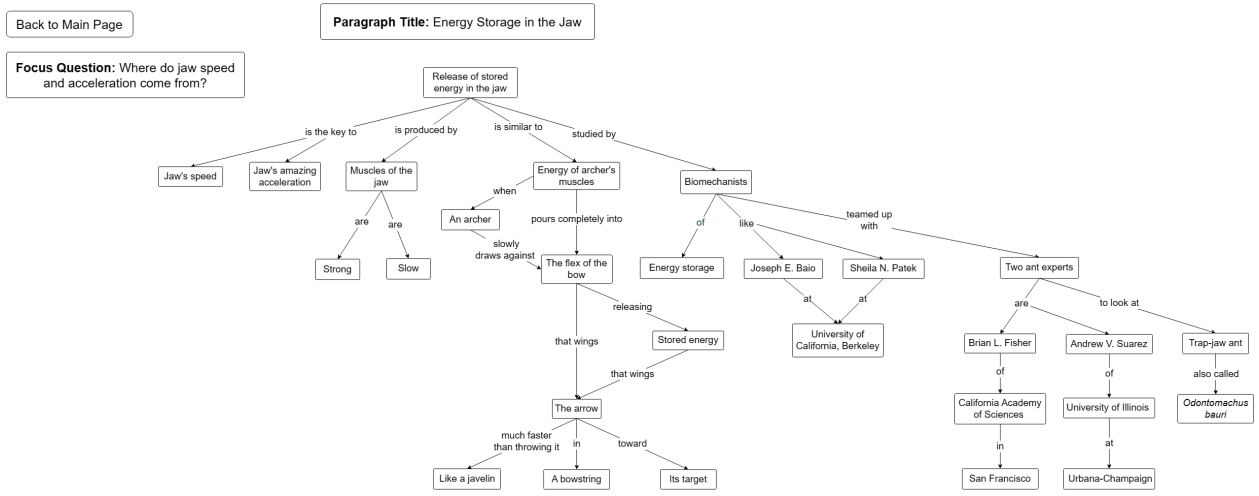 Back to Main Page
Paragraph Title: Energy Storage in the Jaw
Focus Question: Where do jaw speed
and acceleration come from?
Release of stored
energy in the jaw
is the key to
is produced by
is similar to
studied by
Jaw's speed
Jaw's amazing
acceleration
Muscles of the
jaw
Energy of archer's
muscles
Biomechanists
are
are
when
pours completely into
of
like
teamed up
with
An archer
slowly
draws against
Strong
Slow
The flex of the
bow
Energy storage
Joseph E. Baio
Sheila N. Patek
Two ant experts
releasing
at
at
are
to look at
that wings
Stored energy
University of
California, Berkeley
Brian L. Fisher
Andrew V. Suarez
Trap-jaw ant
that wings
of
of
also called
The arrow
California Academy
of Sciences
University of Illinois
Odontomachus
bauri
much faster
than throwing it
in
toward
in
at
Like a javelin
A bowstring
Its target
San Francisco
Urbana-Champaign